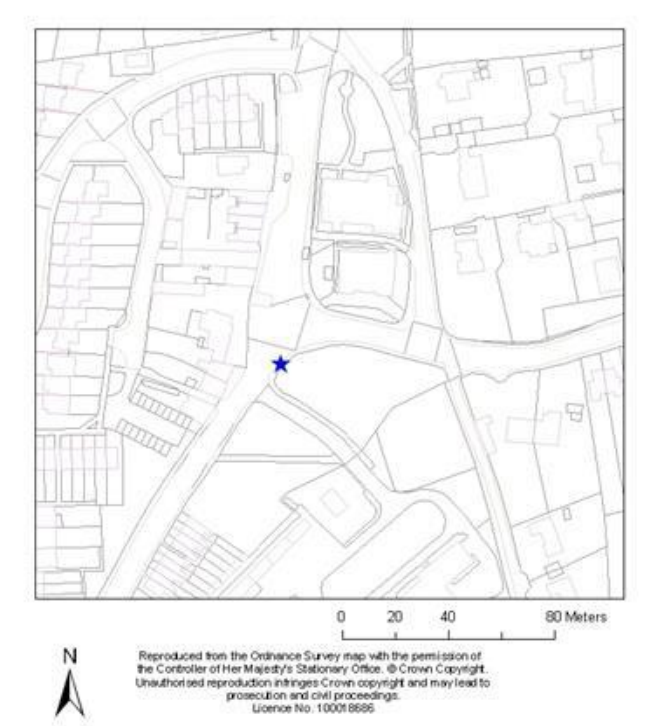 0 20 40 80 Meters
N
Reproduced from the Ordnance Survey map with the permission of
the Controller of Her Majesty's Stationary Office. © Crown Copyright.
Unauthorised reproduction infringes Crown copyright and may lead to
prosecution and civil proceedings.
Licence No. 100018686